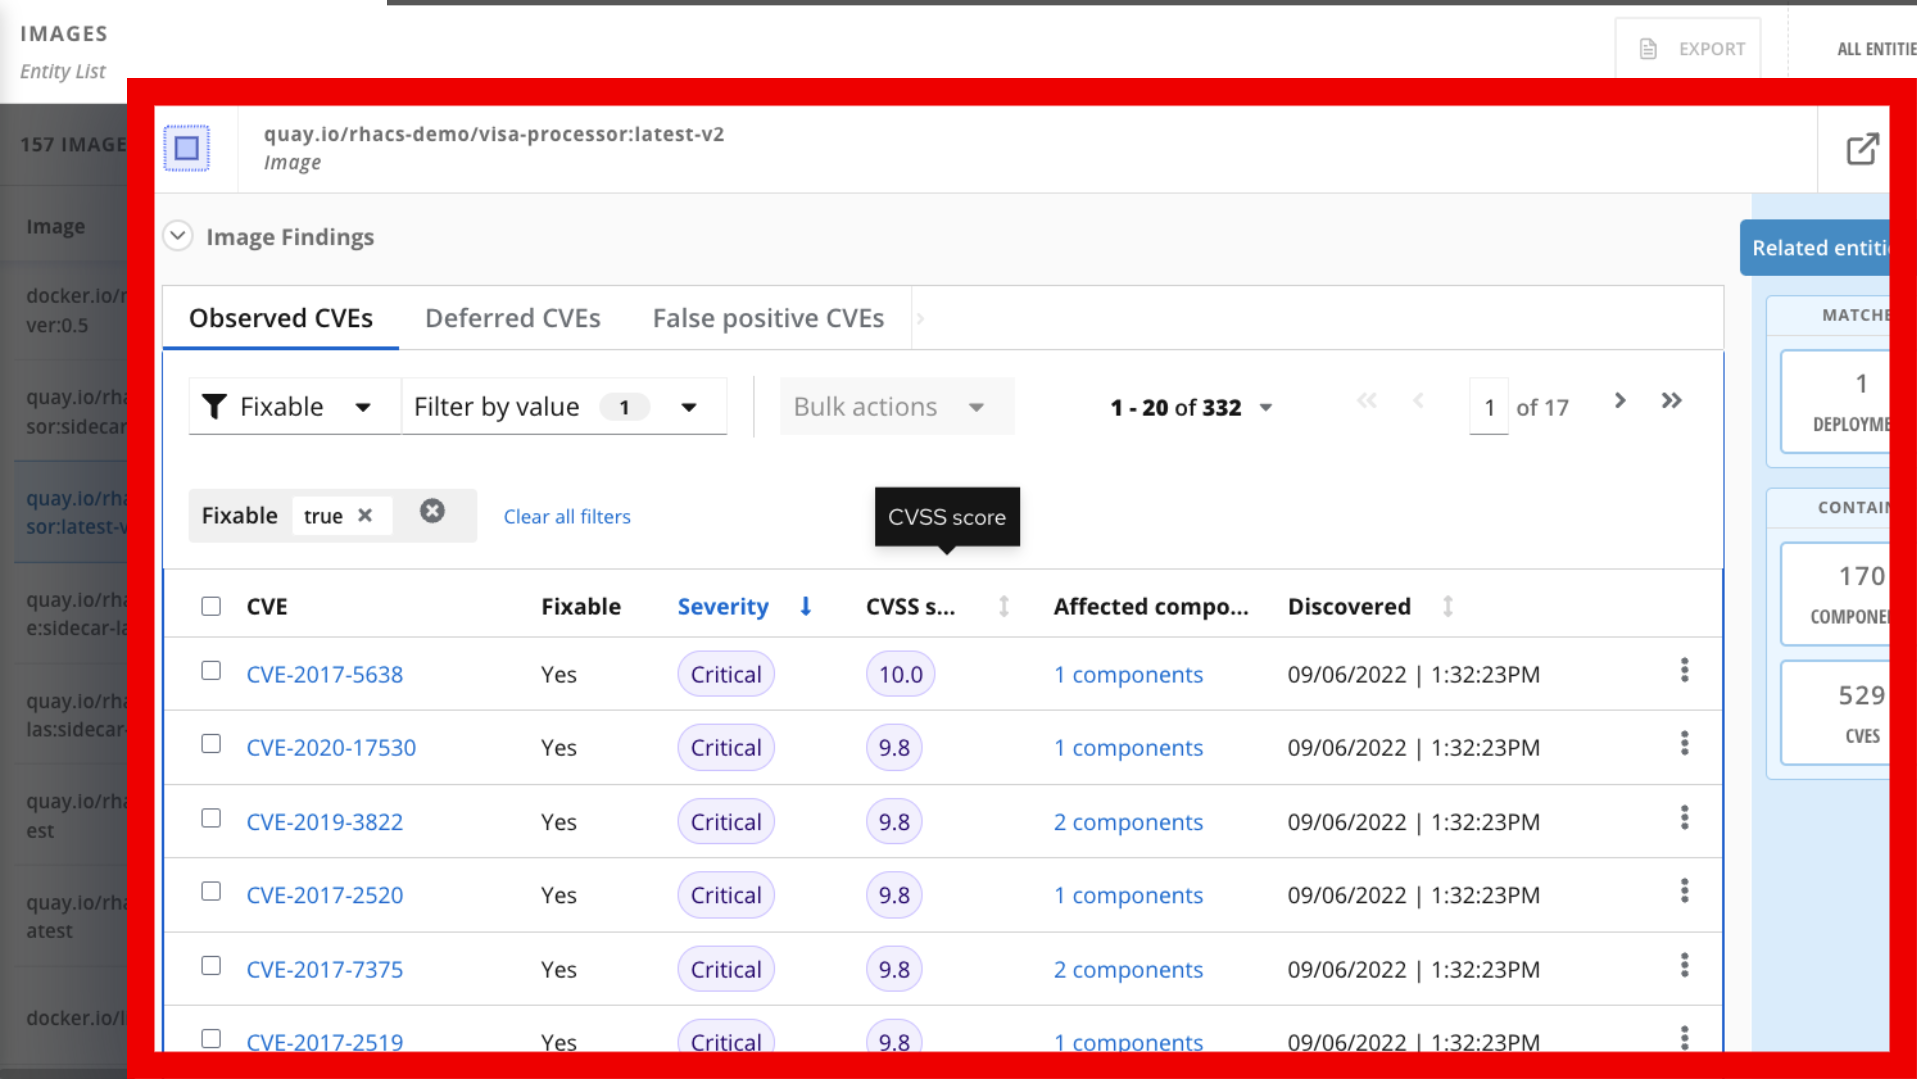 IMAGES
Entity List
EXPORT
ALL ENTITIE
157 IMAGE
Image
docker.io/r
ver:0.5
quay.io/rha
sor:sidecar
quay.io/rha
sor:latest-v
quay.io/rha
e:sidecar-la
quay.io/rha
las:sidecar-
quay.io/rha
est
quay.io/rha
atest
docker.io/li
quay.io/rhacs-demo/visa-processor:latest-v2
Image
Image Findings
Observed CVEs Deferred CVEs False positive CVEs
Fixable Filter by value 1 Bulk actions 1 - 20 of 332 1 of 17
Fixable true Clear all filters
CVSS score
CVE Fixable Severity CVSS s... Affected compo... Discovered
CVE-2017-5638 Yes Critical 10.0 1 components 09/06/2022 | 1:32:23PM
CVE-2020-17530 Yes Critical 9.8 1 components 09/06/2022 | 1:32:23PM
CVE-2019-3822 Yes Critical 9.8 2 components 09/06/2022 | 1:32:23PM
CVE-2017-2520 Yes Critical 9.8 1 components 09/06/2022 | 1:32:23PM
CVE-2017-7375 Yes Critical 9.8 2 components 09/06/2022 | 1:32:23PM
CVE-2017-2519 Yes Critical 9.8 1 components 09/06/2022 | 1:32:23PM
Related entiti
MATCHE
1
DEPLOYME
CONTAIN
170
COMPONE
529
CVES